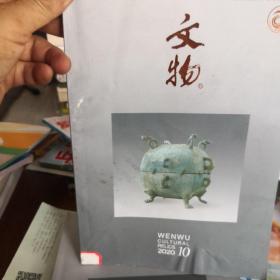 文
物
WENWU
CULTURAL
RELICS
2020 10